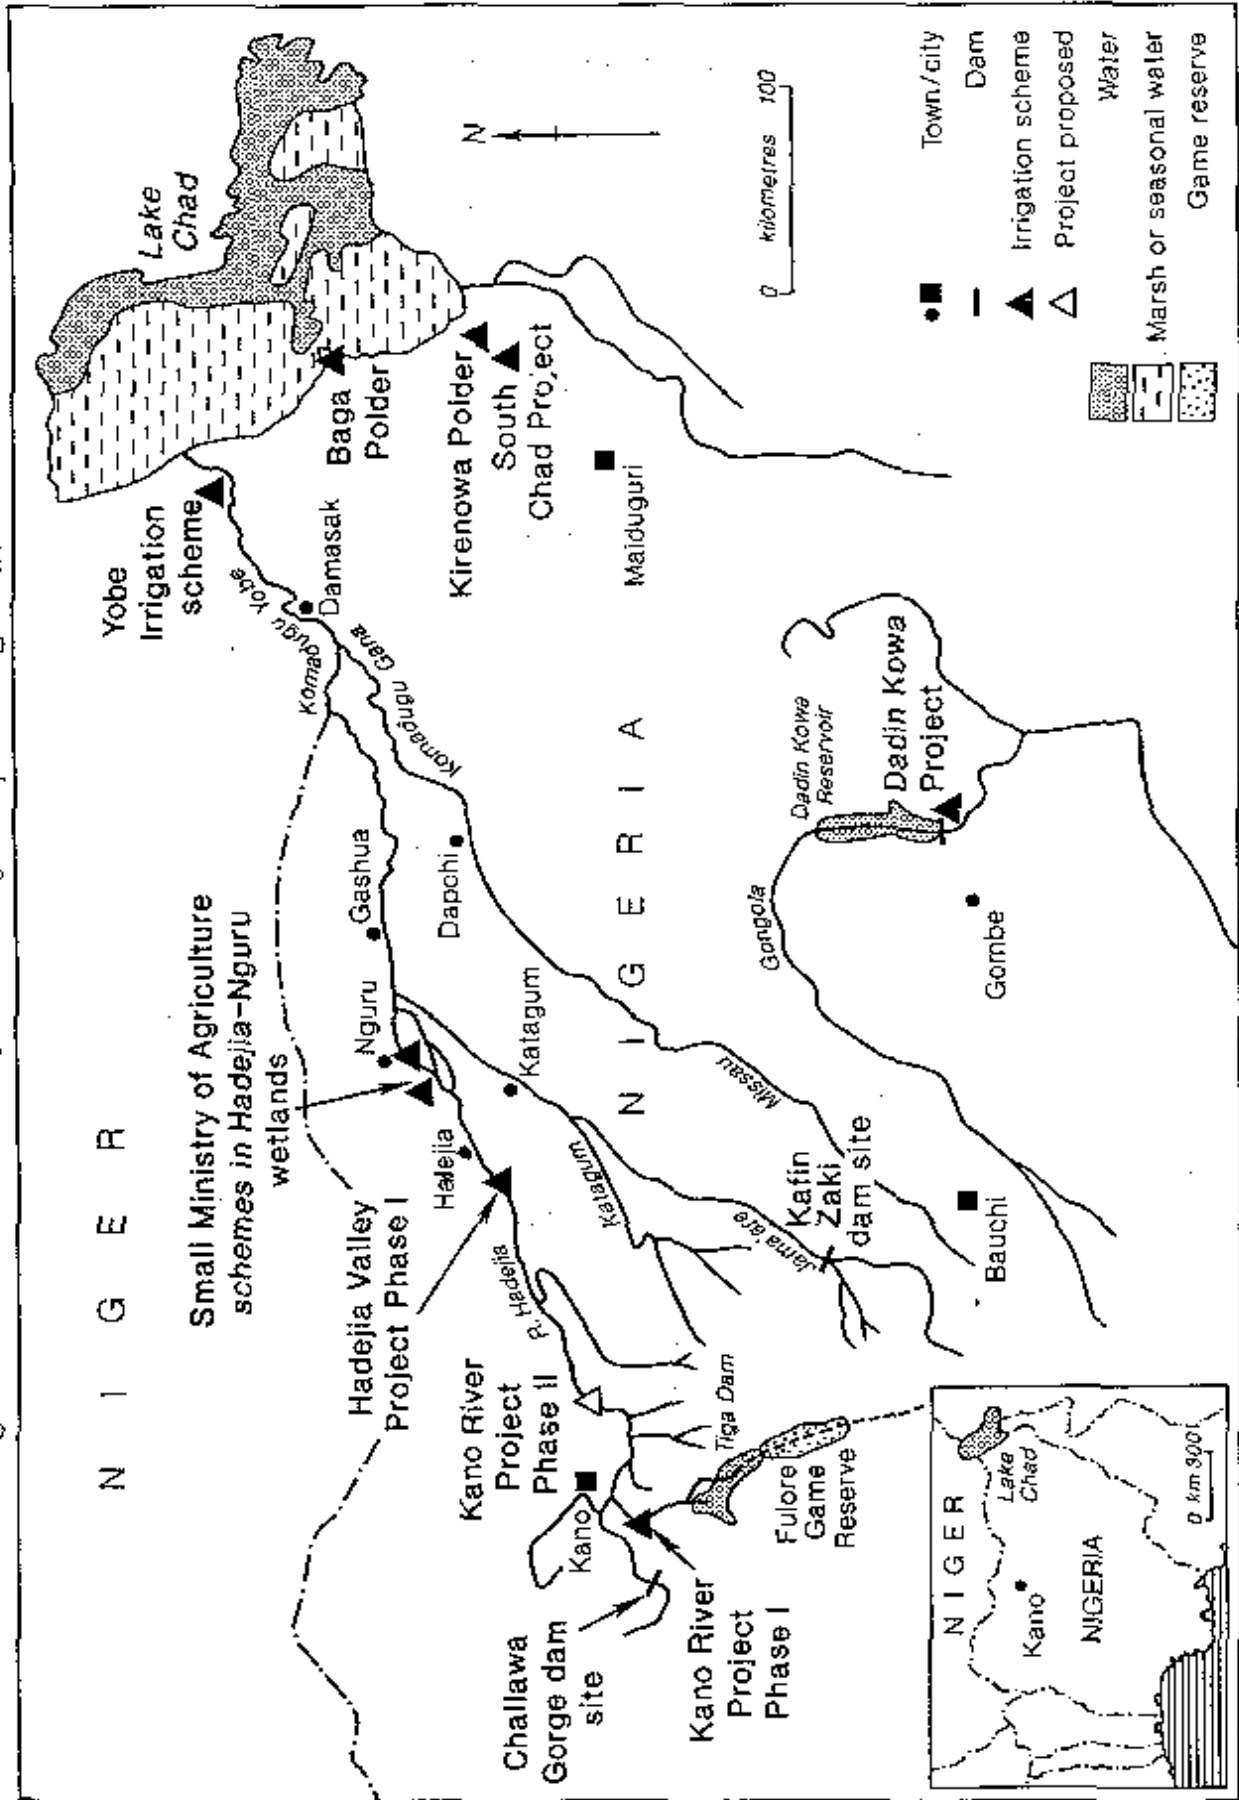 N I G E R
Lake
Chad
Small Ministry of Agriculture
schemes in Hadejia-Nguru
wetlands
Yobe
Irrigation
scheme
Komadugu Yobe
Damasak
Komadugu Gana
Baga
Polder
Kirenowa Polder
South
Chad Project
Maiduguri
N
0 kilometres 100
Hadejia Valley
Project Phase I
Nguru
Gashua
Dapchi
Hadejia
Katagum
R. Hadejia
Katagum
Kano River
Project
Phase II
Kano
Challawa
Gorge dam
site
Kano River
Project
Phase I
Tiga Dam
Fulore
Game
Reserve
Jama'are
Kafin
Zaki
dam site
Missau
N I G E R I A
Bauchi
Gongola
Gombe
Dadin Kowa
Reservoir
Dadin Kowa
Project
Town/city
Dam
Irrigation scheme
Project proposed
Water
Marsh or seasonal water
Game reserve
N I G E R
Lake
Chad
Kano
NIGERIA
0 km 300